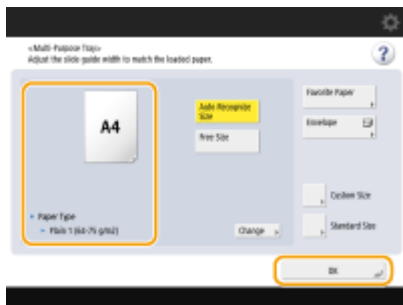 <Multi-Purpose Tray>
Adjust the slide guide width to match the loaded paper.
?
A4
Auto Recognize
Size
Free Size
Favorite Paper
Envelope
Custom Size
Standard Size
Paper Type
Plain 1 (64-75 g/m2)
Change
OK